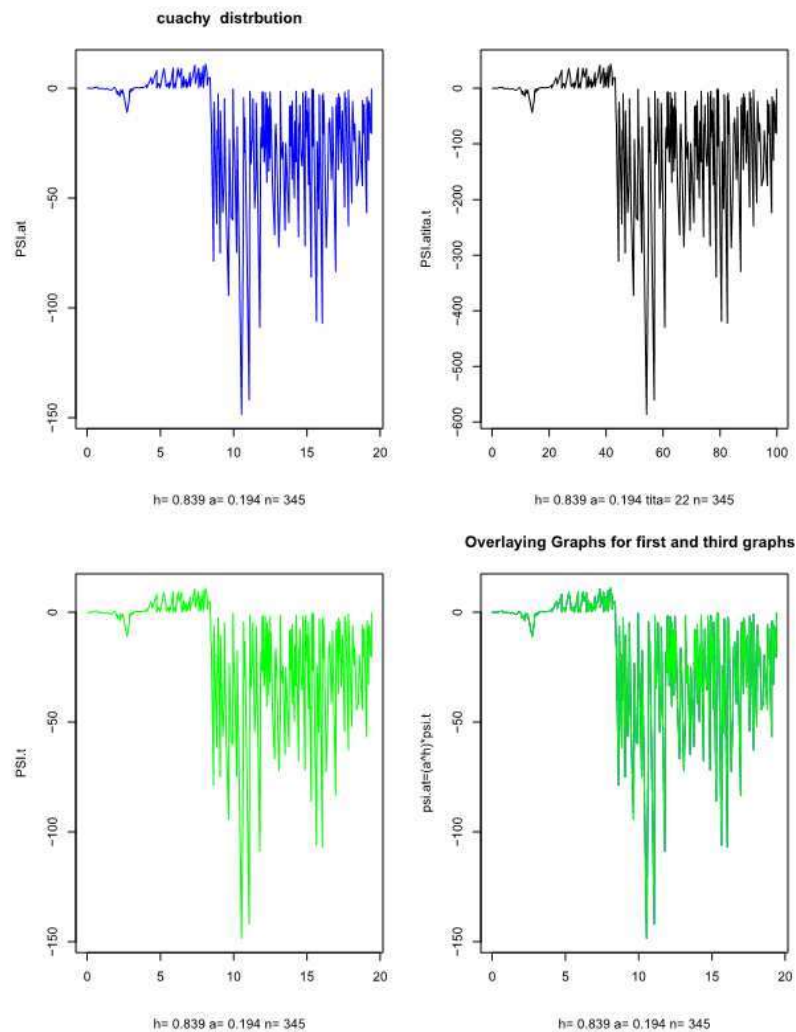 cuachy distrbution
PSI.at
0
−50
−100
−150
0 5 10 15 20
h= 0.839 a= 0.194 n= 345
PSI.atita.t
0
−100
−200
−300
−400
−500
−600
0 20 40 60 80 100
h= 0.839 a= 0.194 tita= 22 n= 345
PSI.t
0
−50
−100
−150
0 5 10 15 20
h= 0.839 a= 0.194 n= 345
Overlaying Graphs for first and third graphs
psi.at=(a^h)*psi.t
0
−50
−100
−150
0 5 10 15 20
h= 0.839 a= 0.194 n= 345